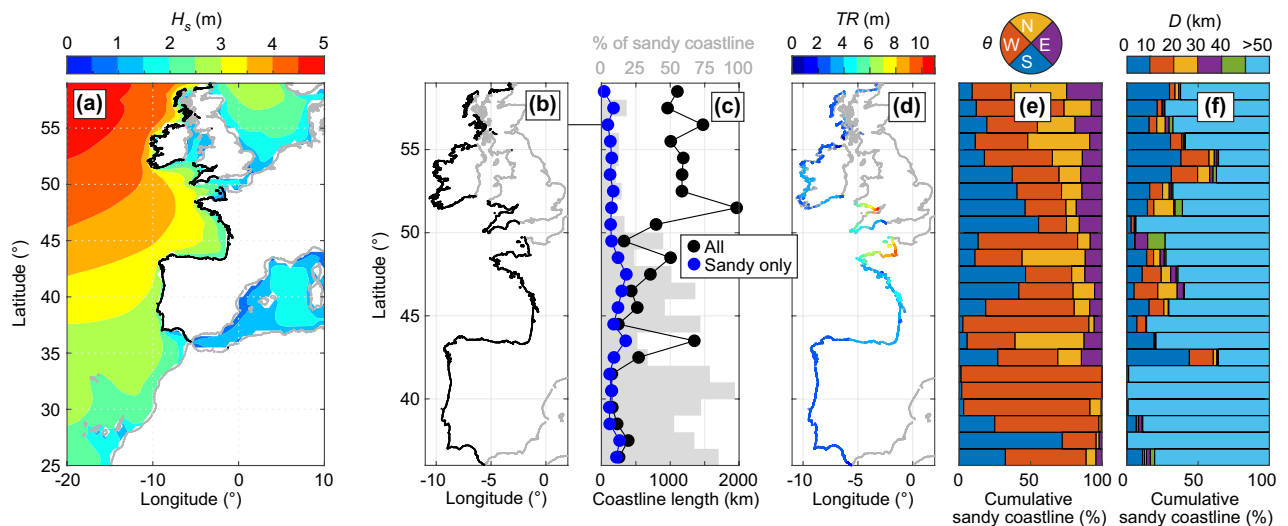 H_s (m)
0 1 2 3 4 5
(a)
Latitude (°)
55
50
45
40
35
30
25
-20 -10 0 10
Longitude (°)
(b)
Latitude (°)
55
50
45
40
-10 -5 0
Longitude (°)
% of sandy coastline
0 25 50 75 100
(c)
All
Sandy only
0 500 1000 1500 2000
Coastline length (km)
TR (m)
0 2 4 6 8 10
(d)
-10 -5 0
Longitude (°)
θ
N
W E
S
(e)
0 50 100
Cumulative
sandy coastline (%)
D (km)
0 10 20 30 40 >50
(f)
0 50 100
Cumulative
sandy coastline (%)